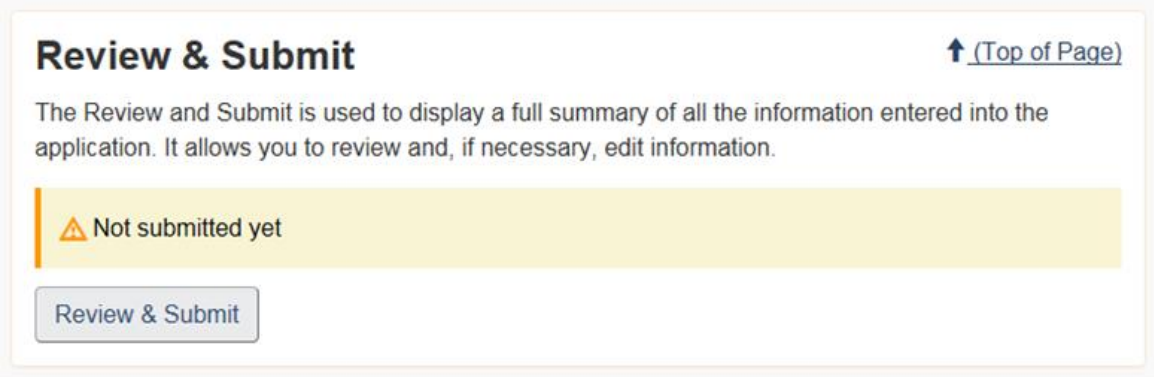 Review & Submit
(Top of Page)
The Review and Submit is used to display a full summary of all the information entered into the
application. It allows you to review and, if necessary, edit information.
Not submitted yet
Review & Submit